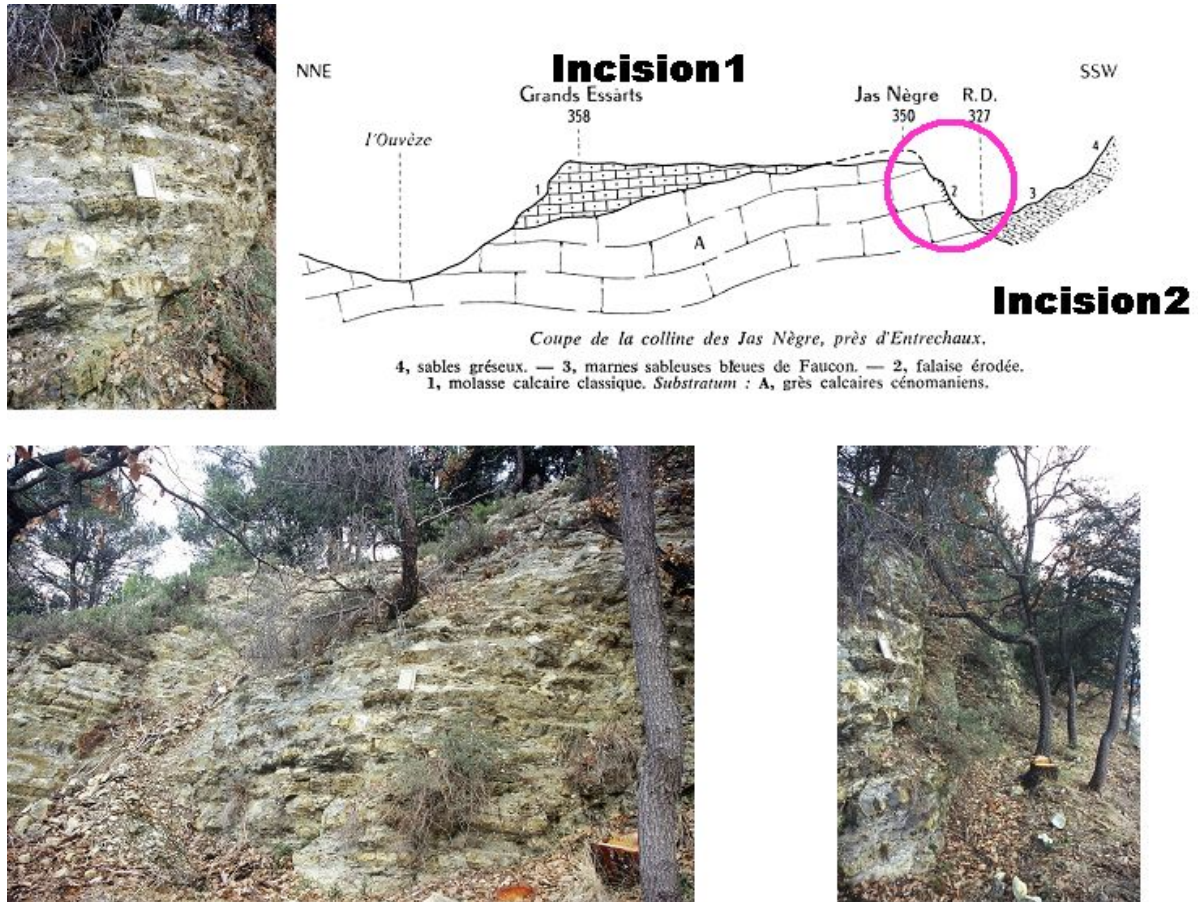 Incision1
NNE
SSW
Grands Essàrts
358
Jas Nègre
350
R.D.
327
l'Ouvèze
1
2
3
4
A
Incision2
Coupe de la colline des Jas Nègre, près d'Entrechaux.
4, sables gréseux. — 3, marnes sableuses bleues de Faucon. — 2, falaise érodée.
1, molasse calcaire classique. Substratum : A, grès calcaires cénomaniens.